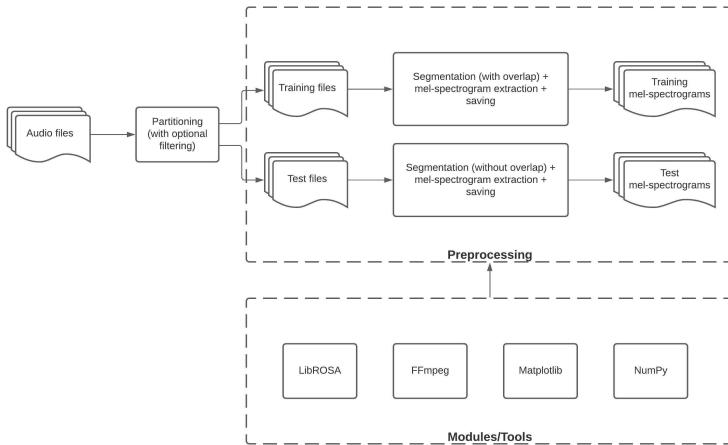 Audio files
Partitioning
(with optional
filtering)
Training files
Segmentation (with overlap) +
mel-spectrogram extraction +
saving
Training
mel-spectrograms
Test files
Segmentation (without overlap) +
mel-spectrogram extraction +
saving
Test
mel-spectrograms
Preprocessing
LibROSA
FFmpeg
Matplotlib
NumPy
Modules/Tools